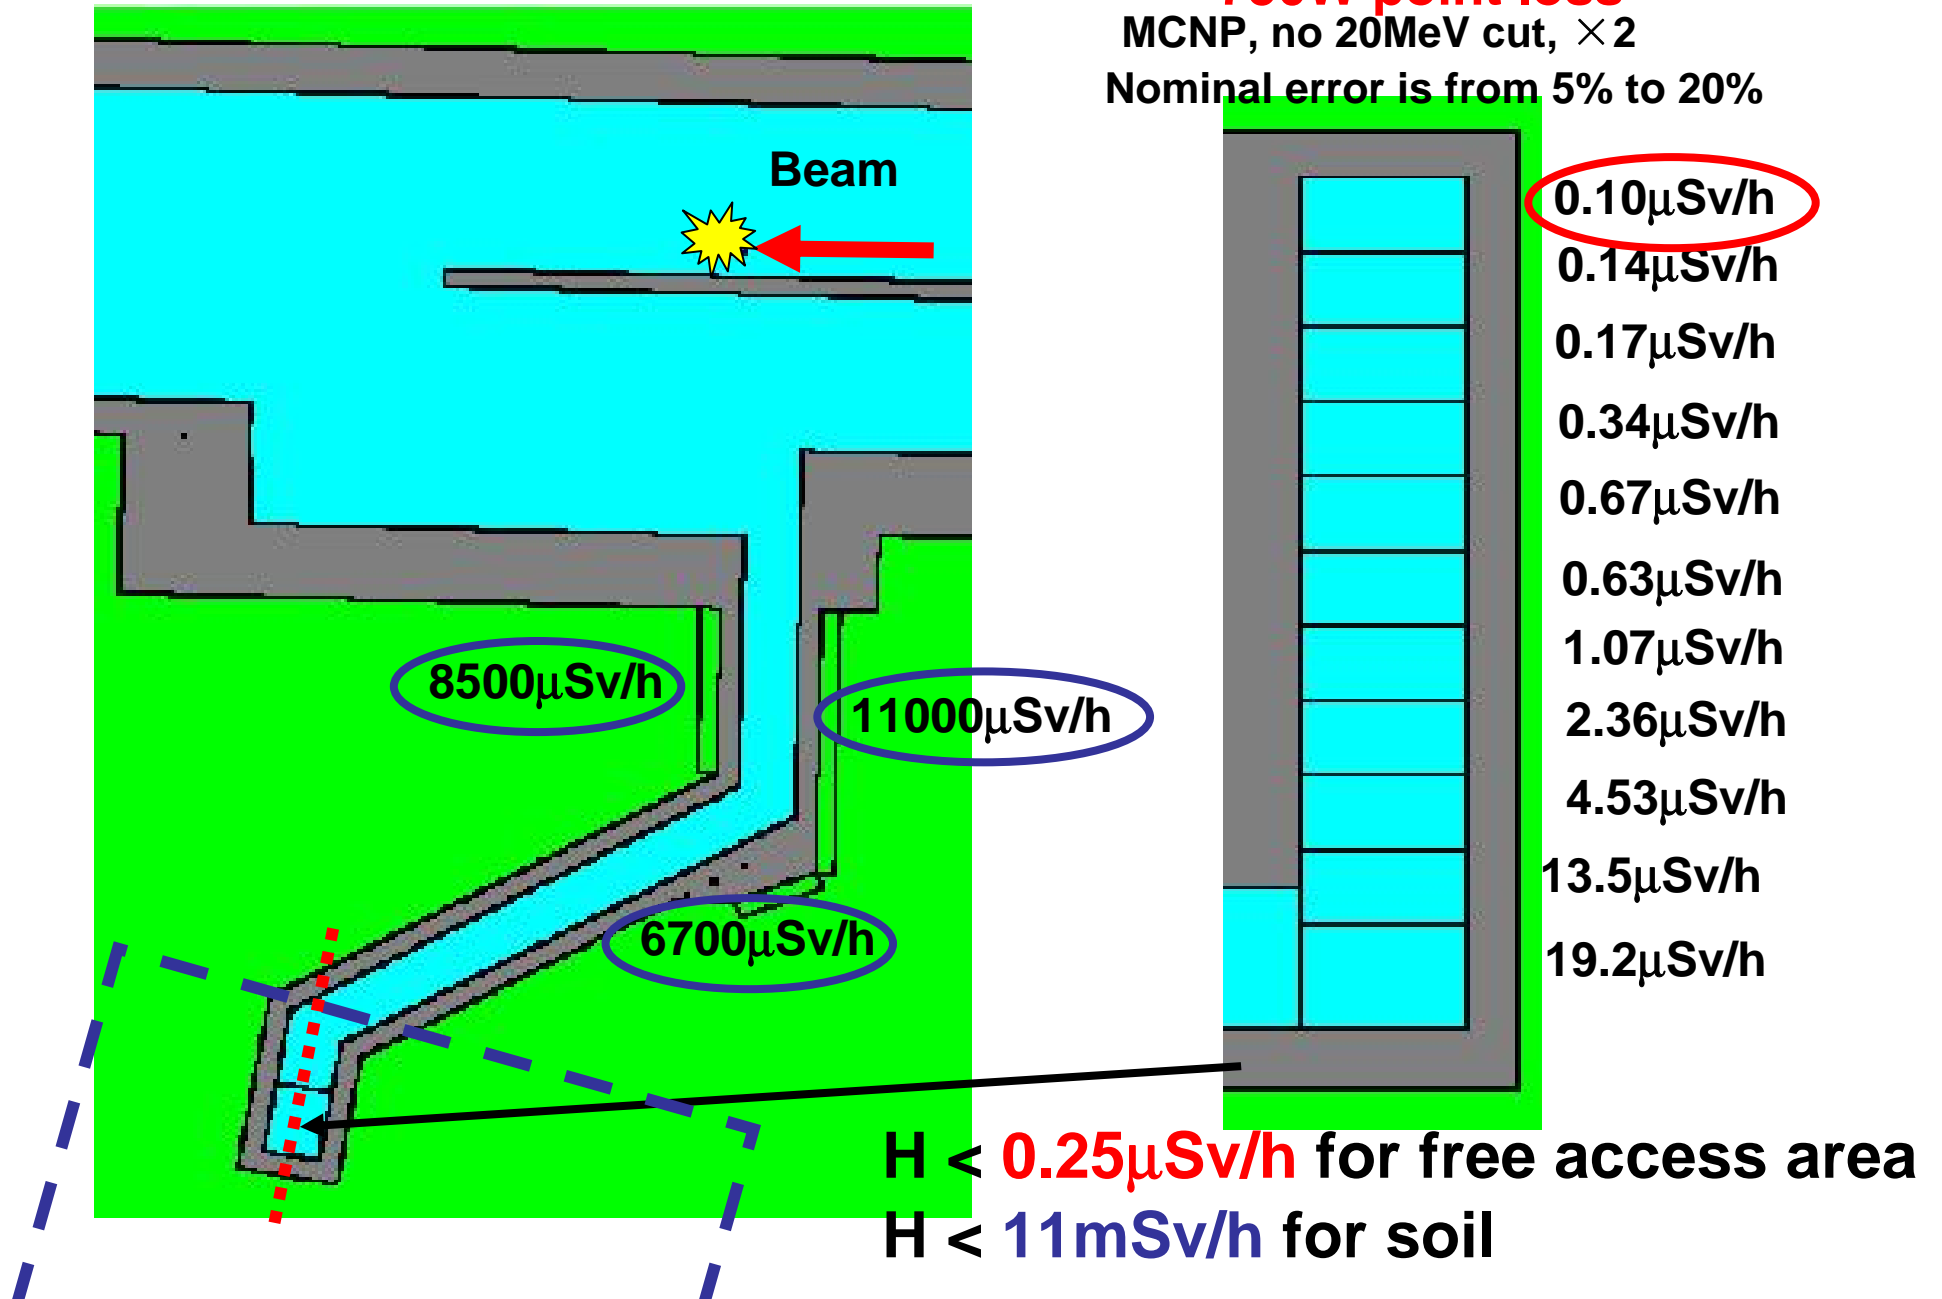 point loss
MCNP, no 20MeV cut, ×2
Nominal error is from 5% to 20%
Beam
0.10μSv/h
0.14μSv/h
0.17μSv/h
0.34μSv/h
0.67μSv/h
0.63μSv/h
1.07μSv/h
2.36μSv/h
4.53μSv/h
13.5μSv/h
19.2μSv/h
8500μSv/h
11000μSv/h
6700μSv/h
H < 0.25μSv/h for free access area
H < 11mSv/h for soil